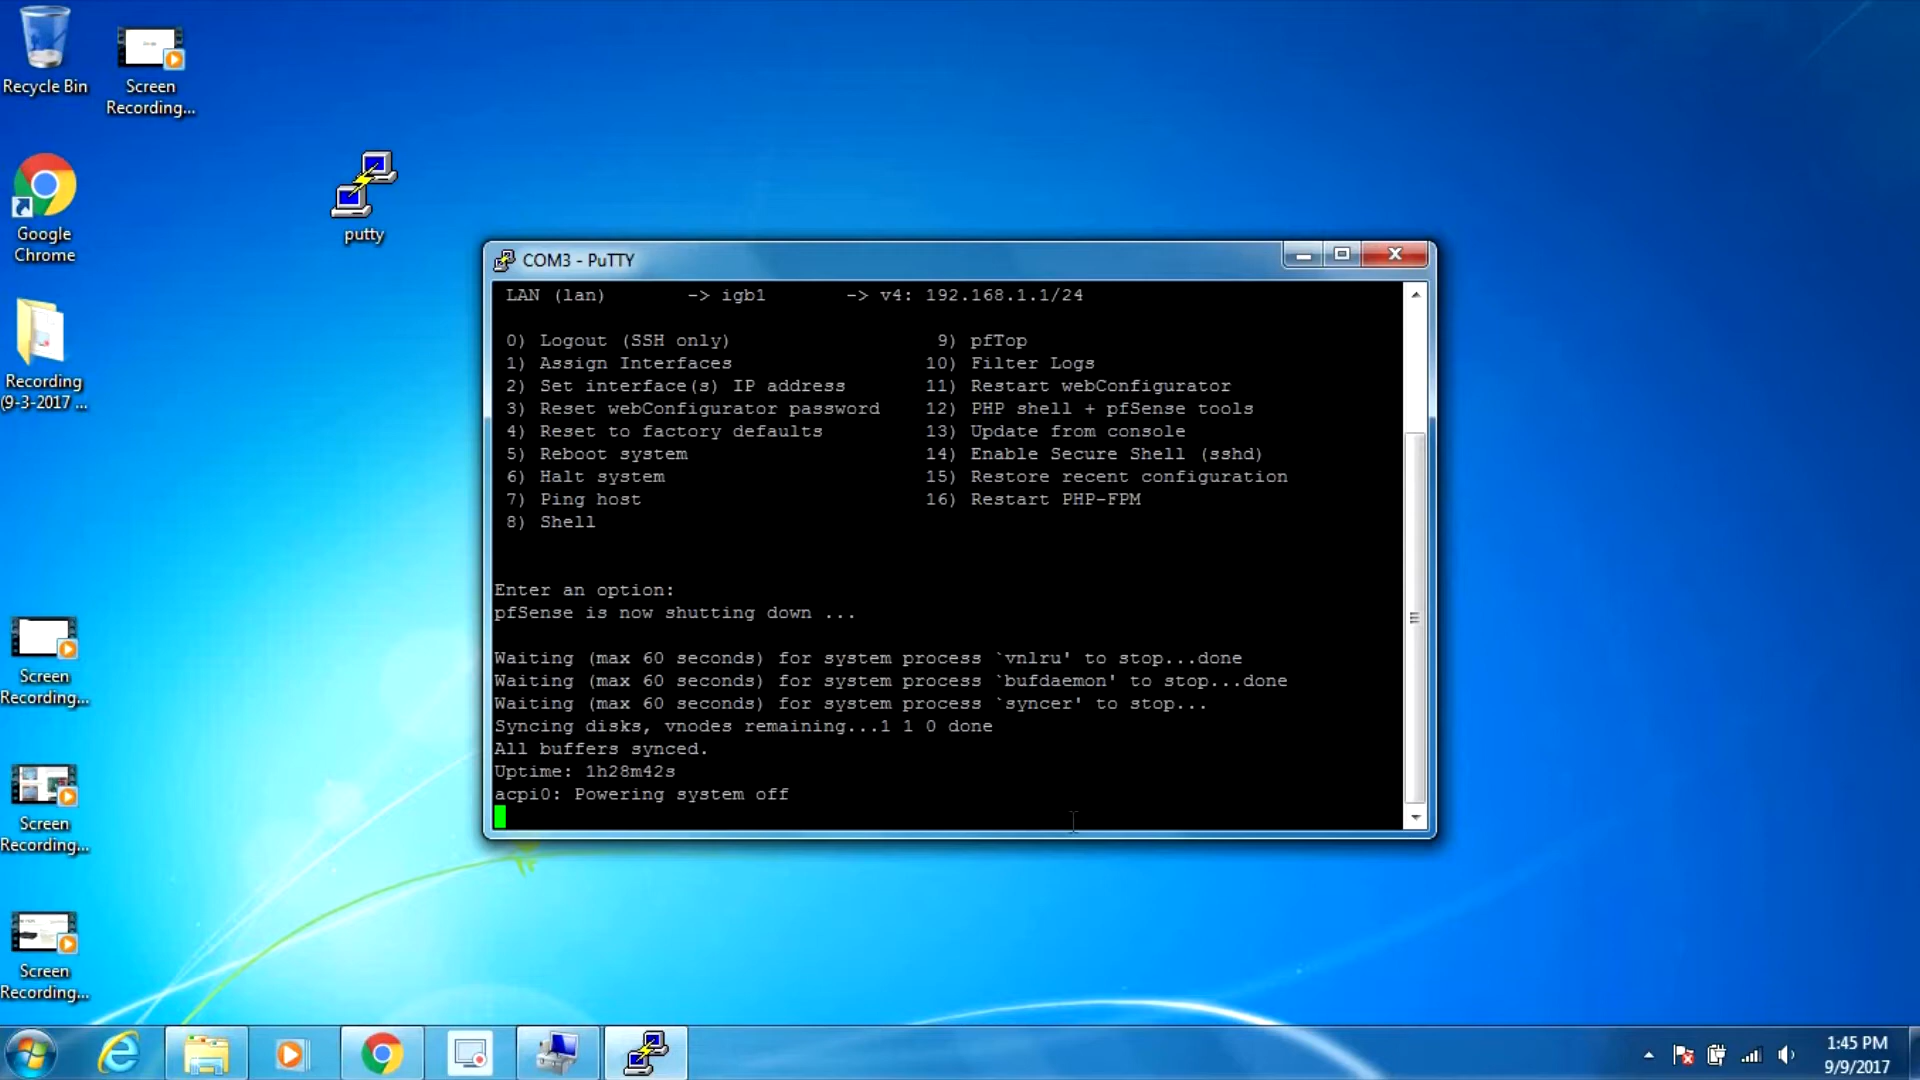 Recycle Bin
Screen
Recording...
Google
Chrome
putty
Recording
(9-3-2017 ...
Screen
Recording...
Screen
Recording...
Screen
Recording...
COM3 - PuTTY
LAN (lan) -> igb1 -> v4: 192.168.1.1/24
0) Logout (SSH only) 9) pfTop
1) Assign Interfaces 10) Filter Logs
2) Set interface(s) IP address 11) Restart webConfigurator
3) Reset webConfigurator password 12) PHP shell + pfSense tools
4) Reset to factory defaults 13) Update from console
5) Reboot system 14) Enable Secure Shell (sshd)
6) Halt system 15) Restore recent configuration
7) Ping host 16) Restart PHP-FPM
8) Shell
Enter an option:
pfSense is now shutting down ...
Waiting (max 60 seconds) for system process `vnlru' to stop...done
Waiting (max 60 seconds) for system process `bufdaemon' to stop...done
Waiting (max 60 seconds) for system process `syncer' to stop...
Syncing disks, vnodes remaining...1 1 0 done
All buffers synced.
Uptime: 1h28m42s
acpi0: Powering system off
1:45 PM
9/9/2017